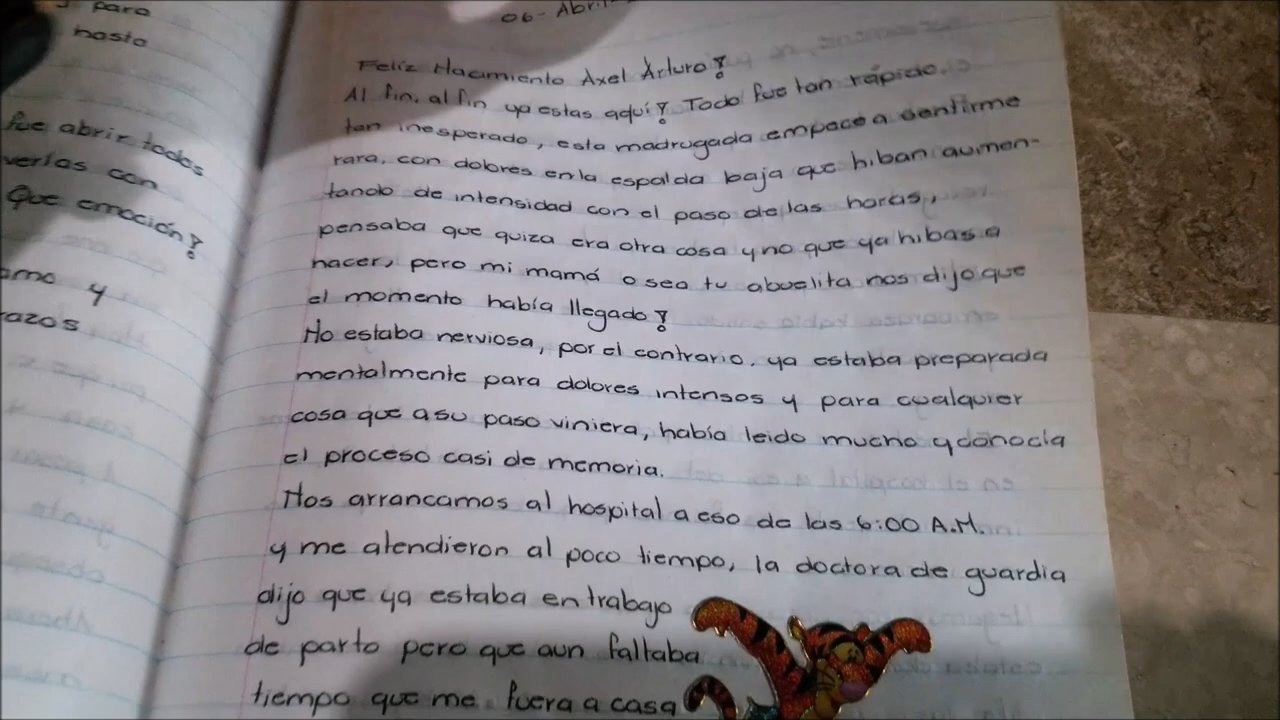 para
hasta
fue abrir todos
verlas con
Que emoción!
amo y
razos
06 - Abril
Feliz Nacimiento Axel Arturo!
Al fin, al fin ya estas aquí! Todo fue tan rápido,
tan inesperado, esta madrugada empace a sentirme
rara, con dolores en la espalda baja que hiban aumen-
tando de intensidad con el paso de las horas,
pensaba que quiza era otra cosa y no que ya hibas a
nacer, pero mi mamá o sea tu abuelita nos dijo que
el momento había llegado!
No estaba nerviosa, por el contrario, ya estaba preparada
mentalmente para dolores intensos y para cualquier
cosa que a su paso viniera, había leido mucho y conocía
el proceso casi de memoria.
Nos arrancamos al hospital a eso de las 6:00 A.M.
y me atendieron al poco tiempo, la doctora de guardia
dijo que ya estaba en trabajo
de parto pero que aun faltaba
tiempo que me fuera a casa